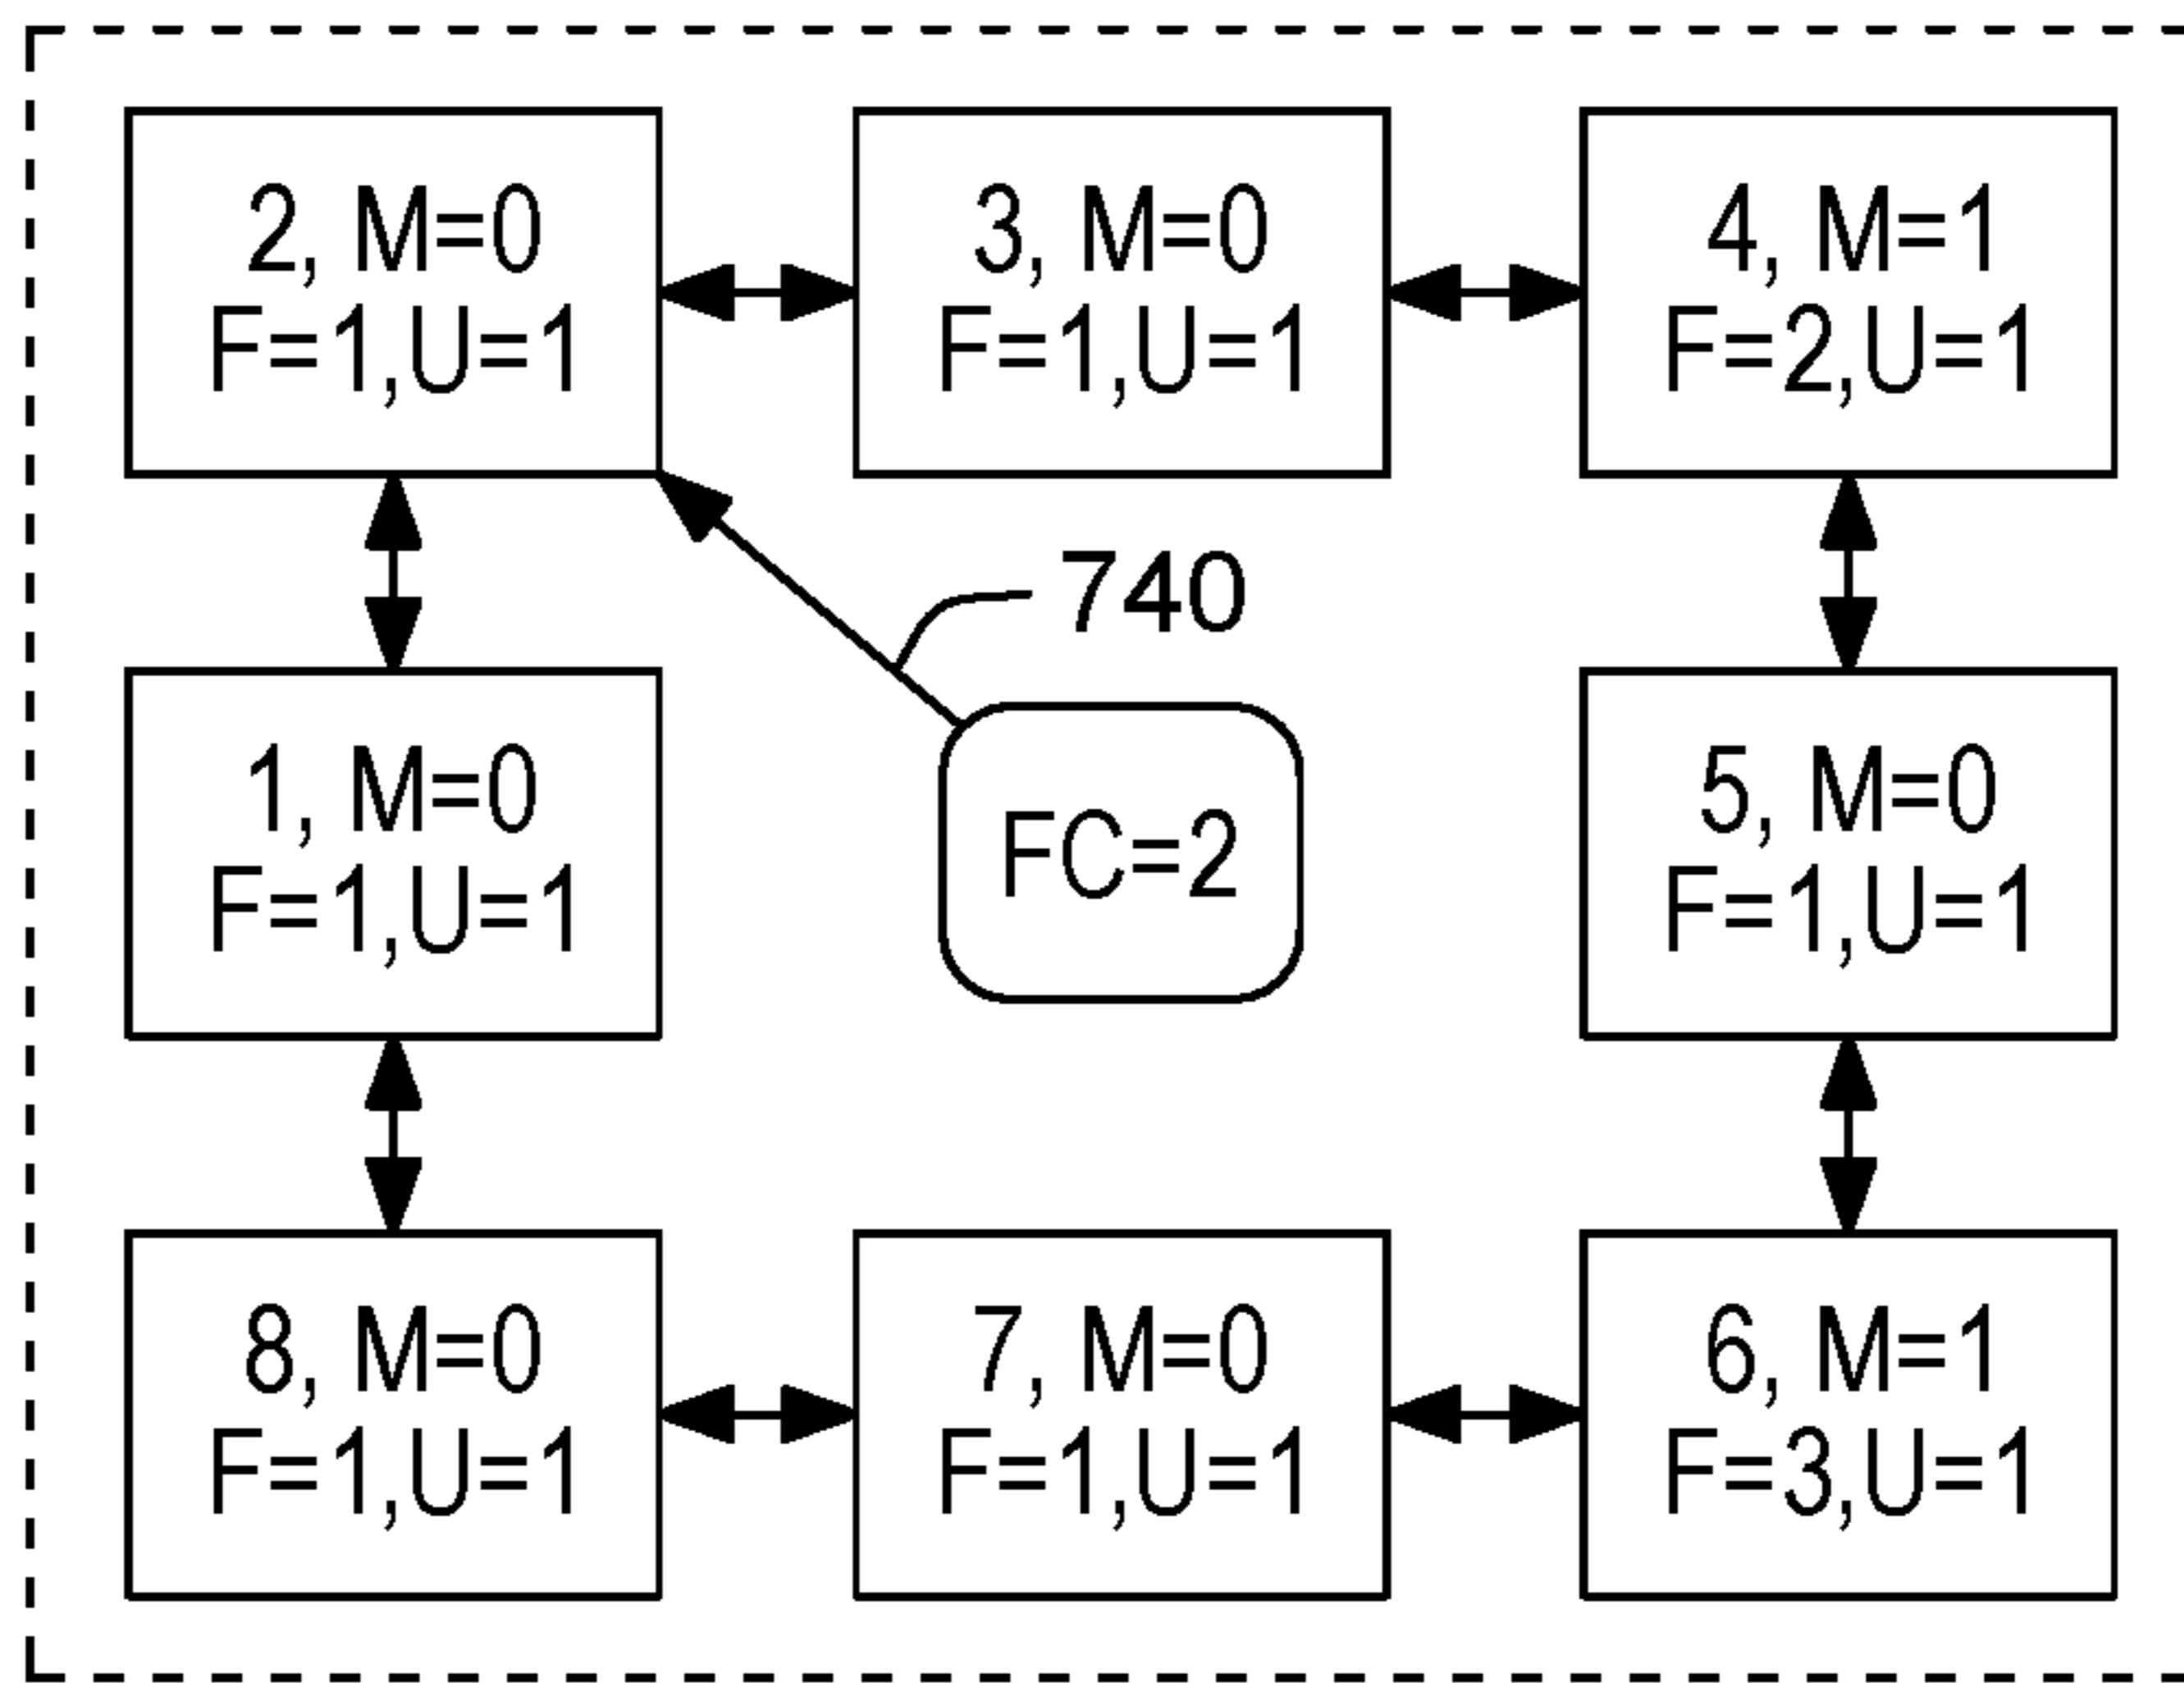 2, M=0
F=1,U=1
3, M=0
F=1,U=1
4, M=1
F=2,U=1
740
1, M=0
F=1,U=1
FC=2
5, M=0
F=1,U=1
8, M=0
F=1,U=1
7, M=0
F=1,U=1
6, M=1
F=3,U=1